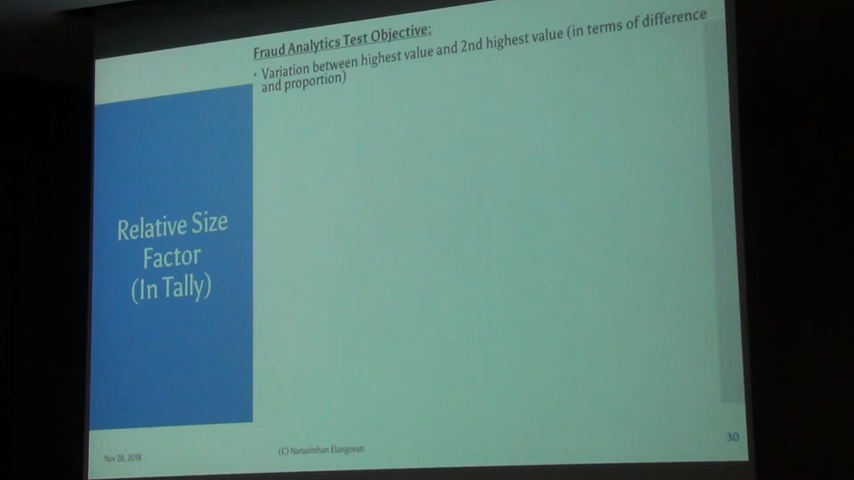 Fraud Analytics Test Objective:
• Variation between highest value and 2nd highest value (in terms of difference
and proportion)
Relative Size
Factor
(In Tally)
Nov 28, 2018
(C) Narasimhan Elangovan
30